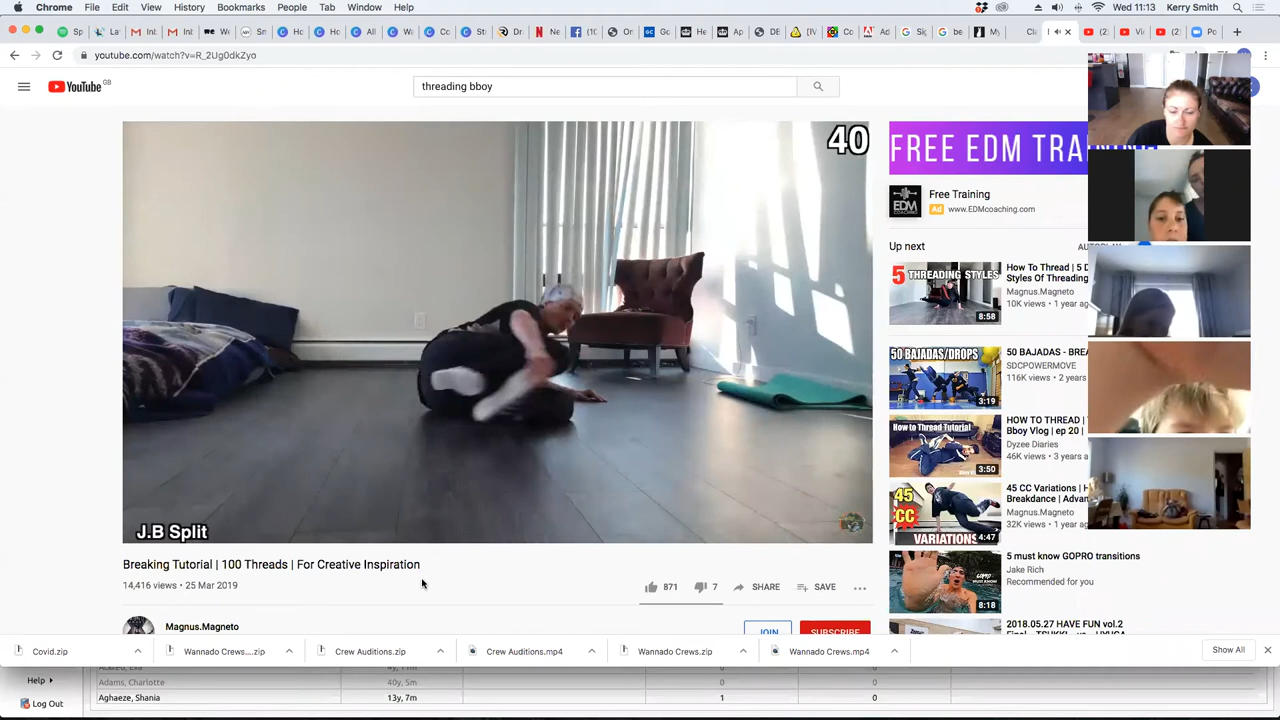 Chrome File Edit View History Bookmarks People Tab Window Help Wed 11:13 Kerry Smith
youtube.com/watch?v=R_2Ug0dkZyo
YouTube GB
threading bboy
40
J.B Split
FREE EDM TRAI
Free Training
Ad www.EDMcoaching.com
Up next
5 THREADING STYLES
8:58
How To Thread | 5 D
Styles Of Threading
Magnus.Magneto
10K views • 1 year ag
50 BAJADAS/DROPS
3:19
50 BAJADAS - BREA
SDCPOWERMOVE
116K views • 2 years
How to Thread Tutorial
3:50
HOW TO THREAD |
Bboy Vlog | ep 20 |
Dyzee Diaries
46K views • 3 years a
45 CC VARIATIONS
4:47
45 CC Variations | H
Breakdance | Advan
Magnus.Magneto
32K views • 1 year ag
8:18
5 must know GOPRO transitions
Jake Rich
Recommended for you
2018.05.27 HAVE FUN vol.2
Breaking Tutorial | 100 Threads | For Creative Inspiration
14,416 views • 25 Mar 2019
871 7 SHARE SAVE
Magnus.Magneto
JOIN SUBSCRIBE
Covid.zip Wannado Crews....zip Crew Auditions.zip Crew Auditions.mp4 Wannado Crews.zip Wannado Crews.mp4 Show All
Help
Adams, Charlotte 40y, 5m 0 0
Log Out
Aghaeze, Shania 13y, 7m 1 0